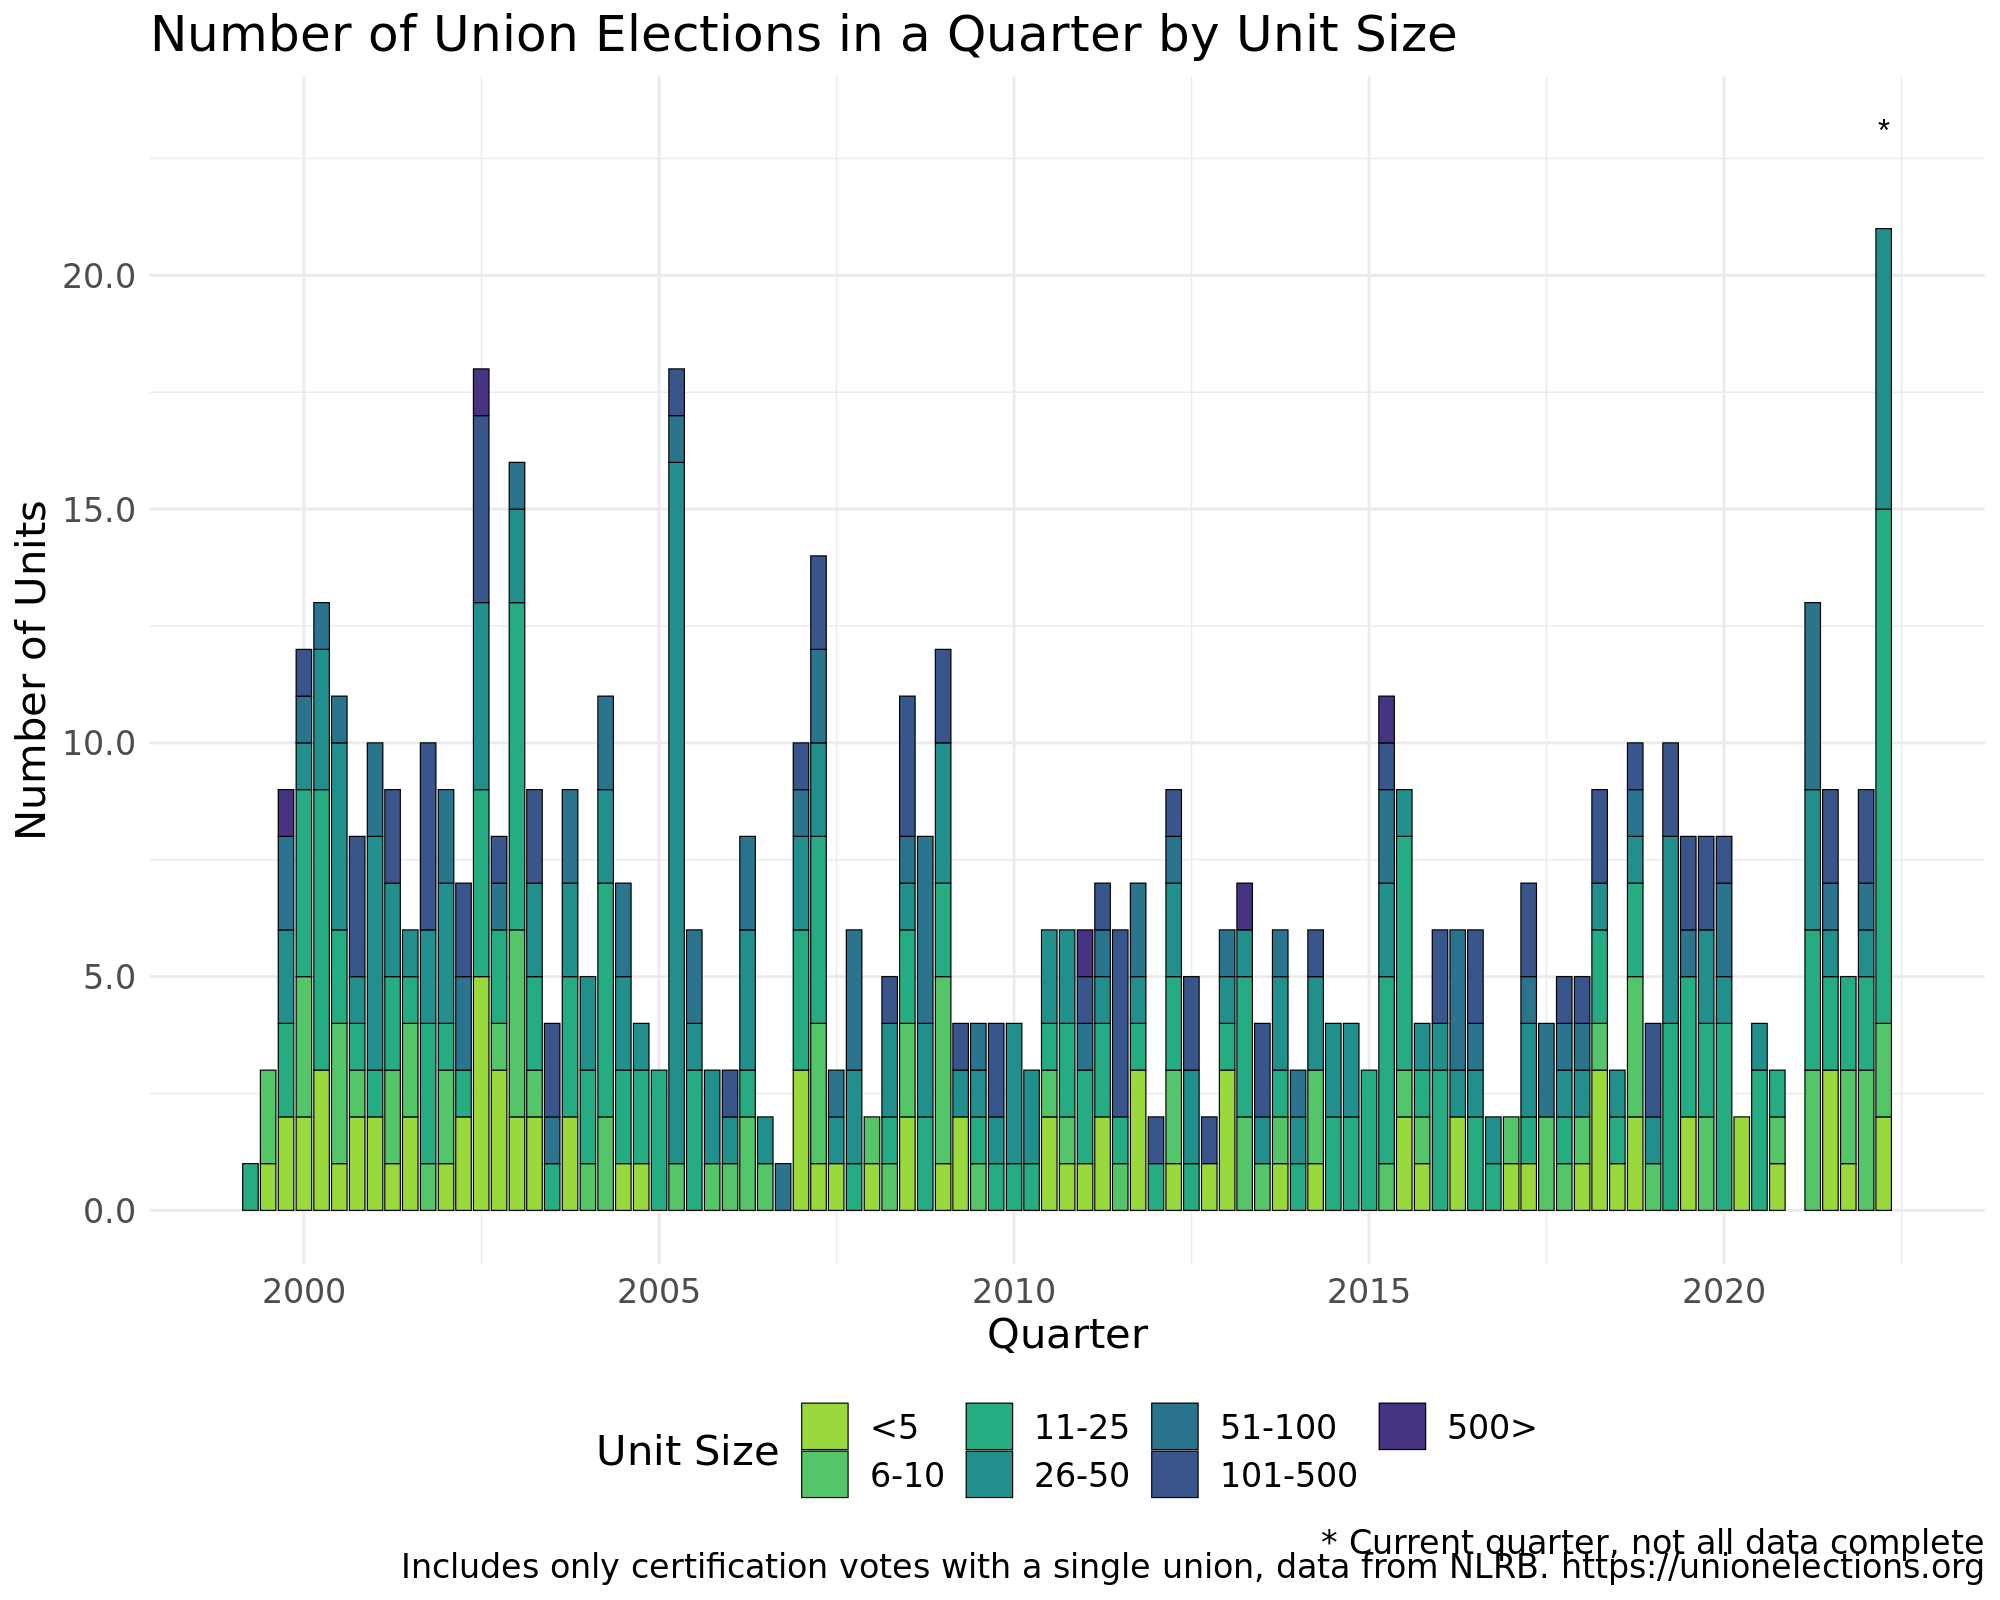 Number of Union Elections in a Quarter by Unit Size
*
20.0
15.0
10.0
5.0
0.0
Number of Units
2000 2005 2010 2015 2020
Quarter
Unit Size
<5 11-25 51-100 500>
6-10 26-50 101-500
* Current quarter, not all data complete
Includes only certification votes with a single union, data from NLRB. https://unionelections.org